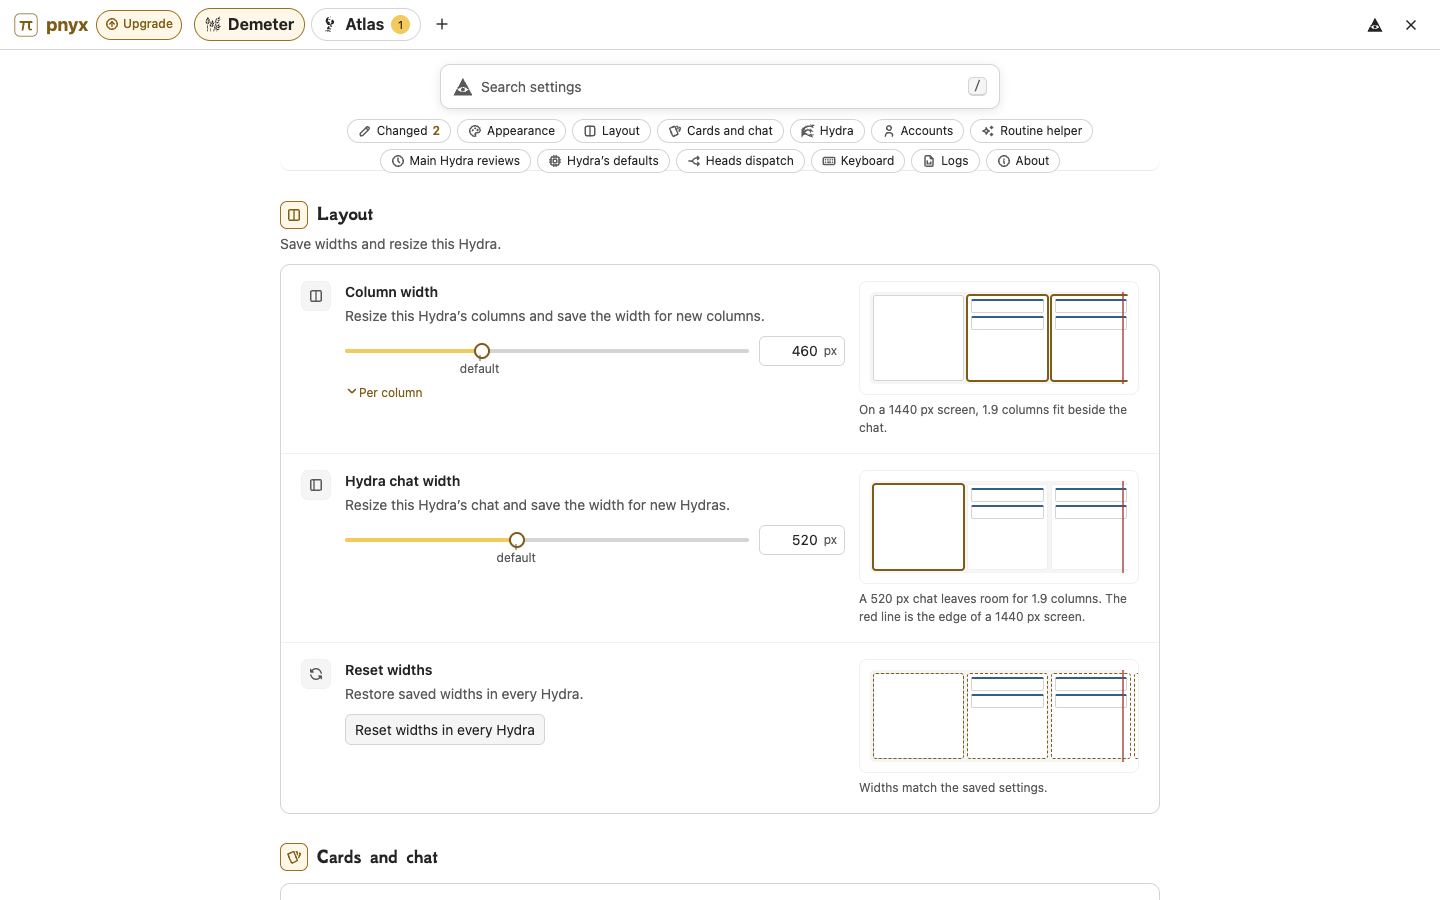 π pnyx Upgrade Demeter Atlas 1 +
Search settings /
Changed 2 Appearance Layout Cards and chat Hydra Accounts Routine helper
Main Hydra reviews Hydra's defaults Heads dispatch Keyboard Logs About
Layout
Save widths and resize this Hydra.
Column width
Resize this Hydra's columns and save the width for new columns.
460 px
default
Per column
On a 1440 px screen, 1.9 columns fit beside the
chat.
Hydra chat width
Resize this Hydra's chat and save the width for new Hydras.
520 px
default
A 520 px chat leaves room for 1.9 columns. The
red line is the edge of a 1440 px screen.
Reset widths
Restore saved widths in every Hydra.
Reset widths in every Hydra
Widths match the saved settings.
Cards and chat